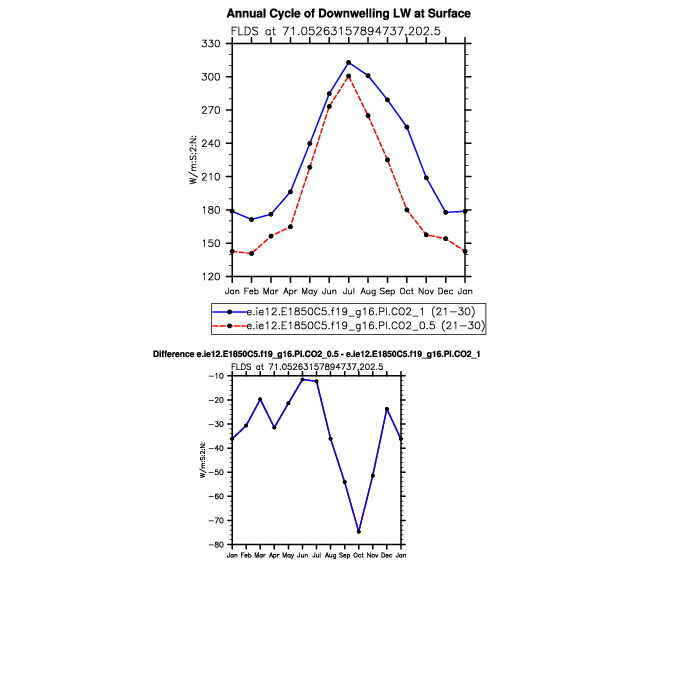 Annual Cycle of Downwelling LW at Surface
FLDS at 71.05263157894737,202.5
330
300
270
240
210
180
150
120
W/m:S:2:N:
Jan Feb Mar Apr May Jun Jul Aug Sep Oct Nov Dec Jan
e.ie12.E1850C5.f19_g16.PI.CO2_1 (21-30)
e.ie12.E1850C5.f19_g16.PI.CO2_0.5 (21-30)
Difference e.ie12.E1850C5.f19_g16.PI.CO2_0.5 - e.ie12.E1850C5.f19_g16.PI.CO2_1
FLDS at 71.05263157894737,202.5
-10
-20
-30
-40
-50
-60
-70
-80
W/m:S:2:N:
Jan Feb Mar Apr May Jun Jul Aug Sep Oct Nov Dec Jan